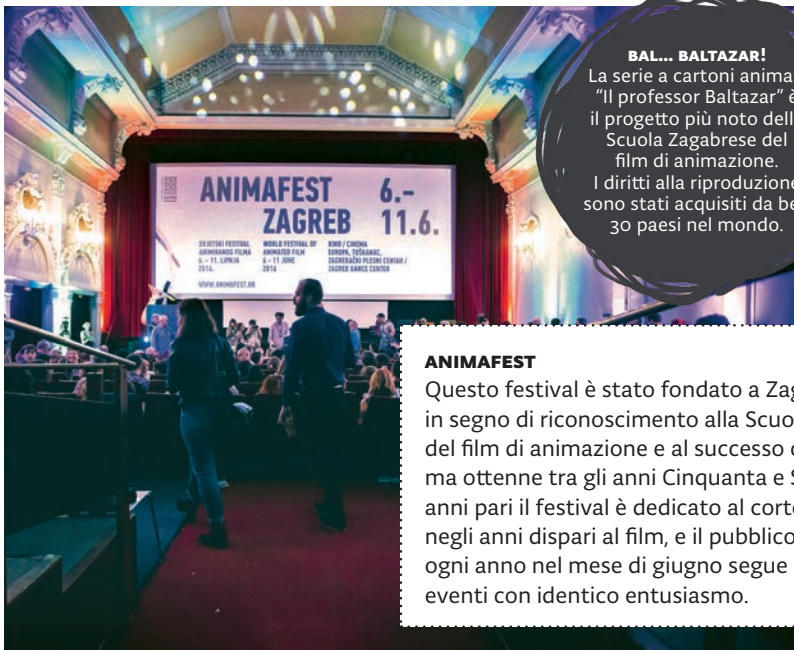 ANIMAFEST 6.-
ZAGREB 11.6.
SVJETSKI FESTIVAL
ANIMIRANOG FILMA
6. – 11. LIPNJA
2016.
WORLD FESTIVAL OF
ANIMATED FILM
6 – 11 JUNE
2016
KINO / CINEMA
EUROPA, TUŠKANAC,
ZAGREBAČKI PLESNI CENTAR /
ZAGREB DANCE CENTER
WWW.ANIMAFEST.HR
BAL... BALTAZAR!
La serie a cartoni anima
“Il professor Baltazar” è
il progetto più noto dell
Scuola Zagabrese del
film di animazione.
I diritti alla riproduzione
sono stati acquisiti da be
30 paesi nel mondo.
ANIMAFEST
Questo festival è stato fondato a Zag
in segno di riconoscimento alla Scuo
del film di animazione e al successo
ma ottenne tra gli anni Cinquanta e S
anni pari il festival è dedicato al corto
negli anni dispari al film, e il pubblico
ogni anno nel mese di giugno segue
eventi con identico entusiasmo.